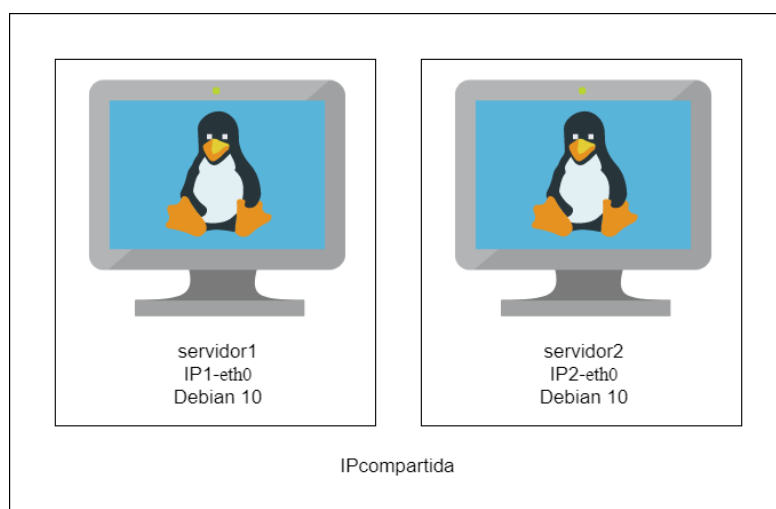 servidor1
IP1-eth0
Debian 10
servidor2
IP2-eth0
Debian 10
IPcompartida